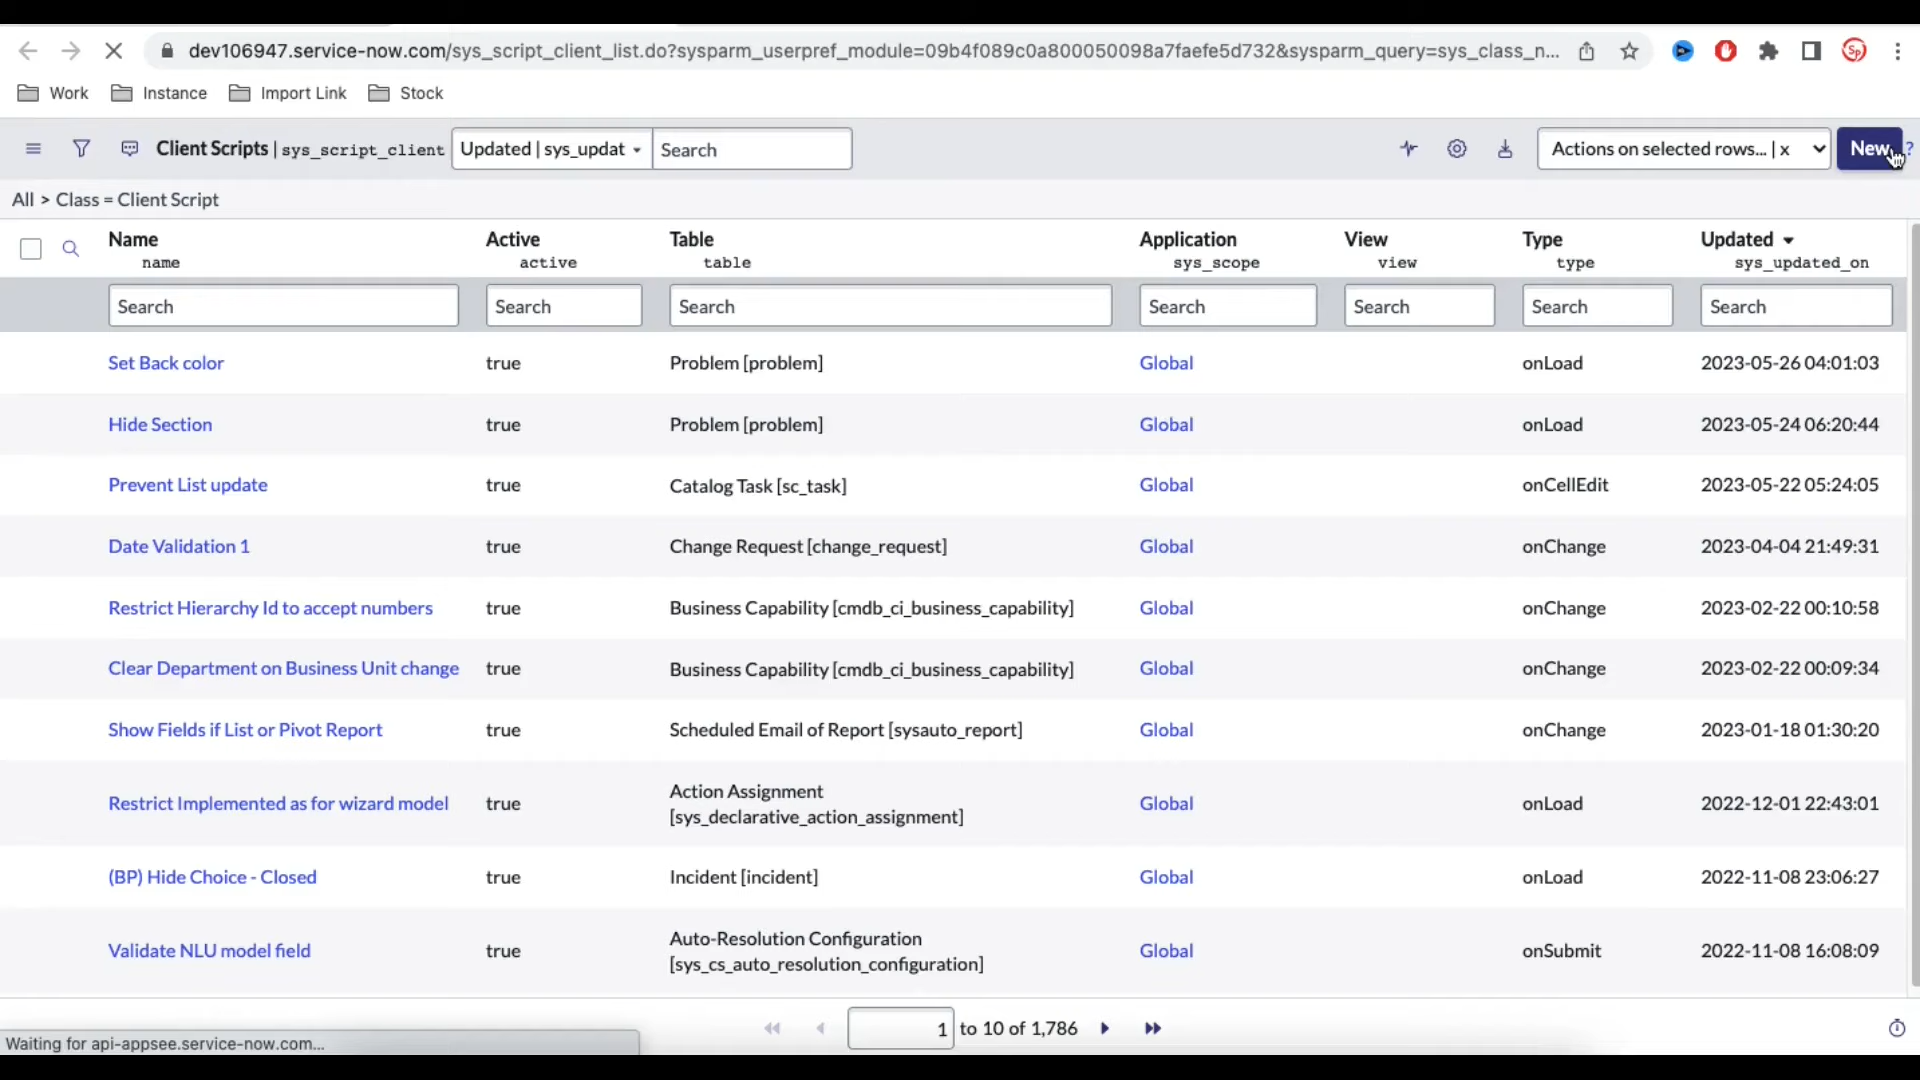 dev106947.service-now.com/sys_script_client_list.do?sysparm_userpref_module=09b4f089c0a800050098a7faefe5d732&sysparm_query=sys_class_n...
Work Instance Import Link Stock
Client Scripts | sys_script_client Updated | sys_updat Search Actions on selected rows... | x New ?
All > Class = Client Script
Name Active Table Application View Type Updated
name active table sys_scope view type sys_updated_on
Search Search Search Search Search Search Search
Set Back color true Problem [problem] Global onLoad 2023-05-26 04:01:03
Hide Section true Problem [problem] Global onLoad 2023-05-24 06:20:44
Prevent List update true Catalog Task [sc_task] Global onCellEdit 2023-05-22 05:24:05
Date Validation 1 true Change Request [change_request] Global onChange 2023-04-04 21:49:31
Restrict Hierarchy Id to accept numbers true Business Capability [cmdb_ci_business_capability] Global onChange 2023-02-22 00:10:58
Clear Department on Business Unit change true Business Capability [cmdb_ci_business_capability] Global onChange 2023-02-22 00:09:34
Show Fields if List or Pivot Report true Scheduled Email of Report [sysauto_report] Global onChange 2023-01-18 01:30:20
Restrict Implemented as for wizard model true Action Assignment Global onLoad 2022-12-01 22:43:01
[sys_declarative_action_assignment]
(BP) Hide Choice - Closed true Incident [incident] Global onLoad 2022-11-08 23:06:27
Validate NLU model field true Auto-Resolution Configuration Global onSubmit 2022-11-08 16:08:09
[sys_cs_auto_resolution_configuration]
1 to 10 of 1,786
Waiting for api-appsee.service-now.com...